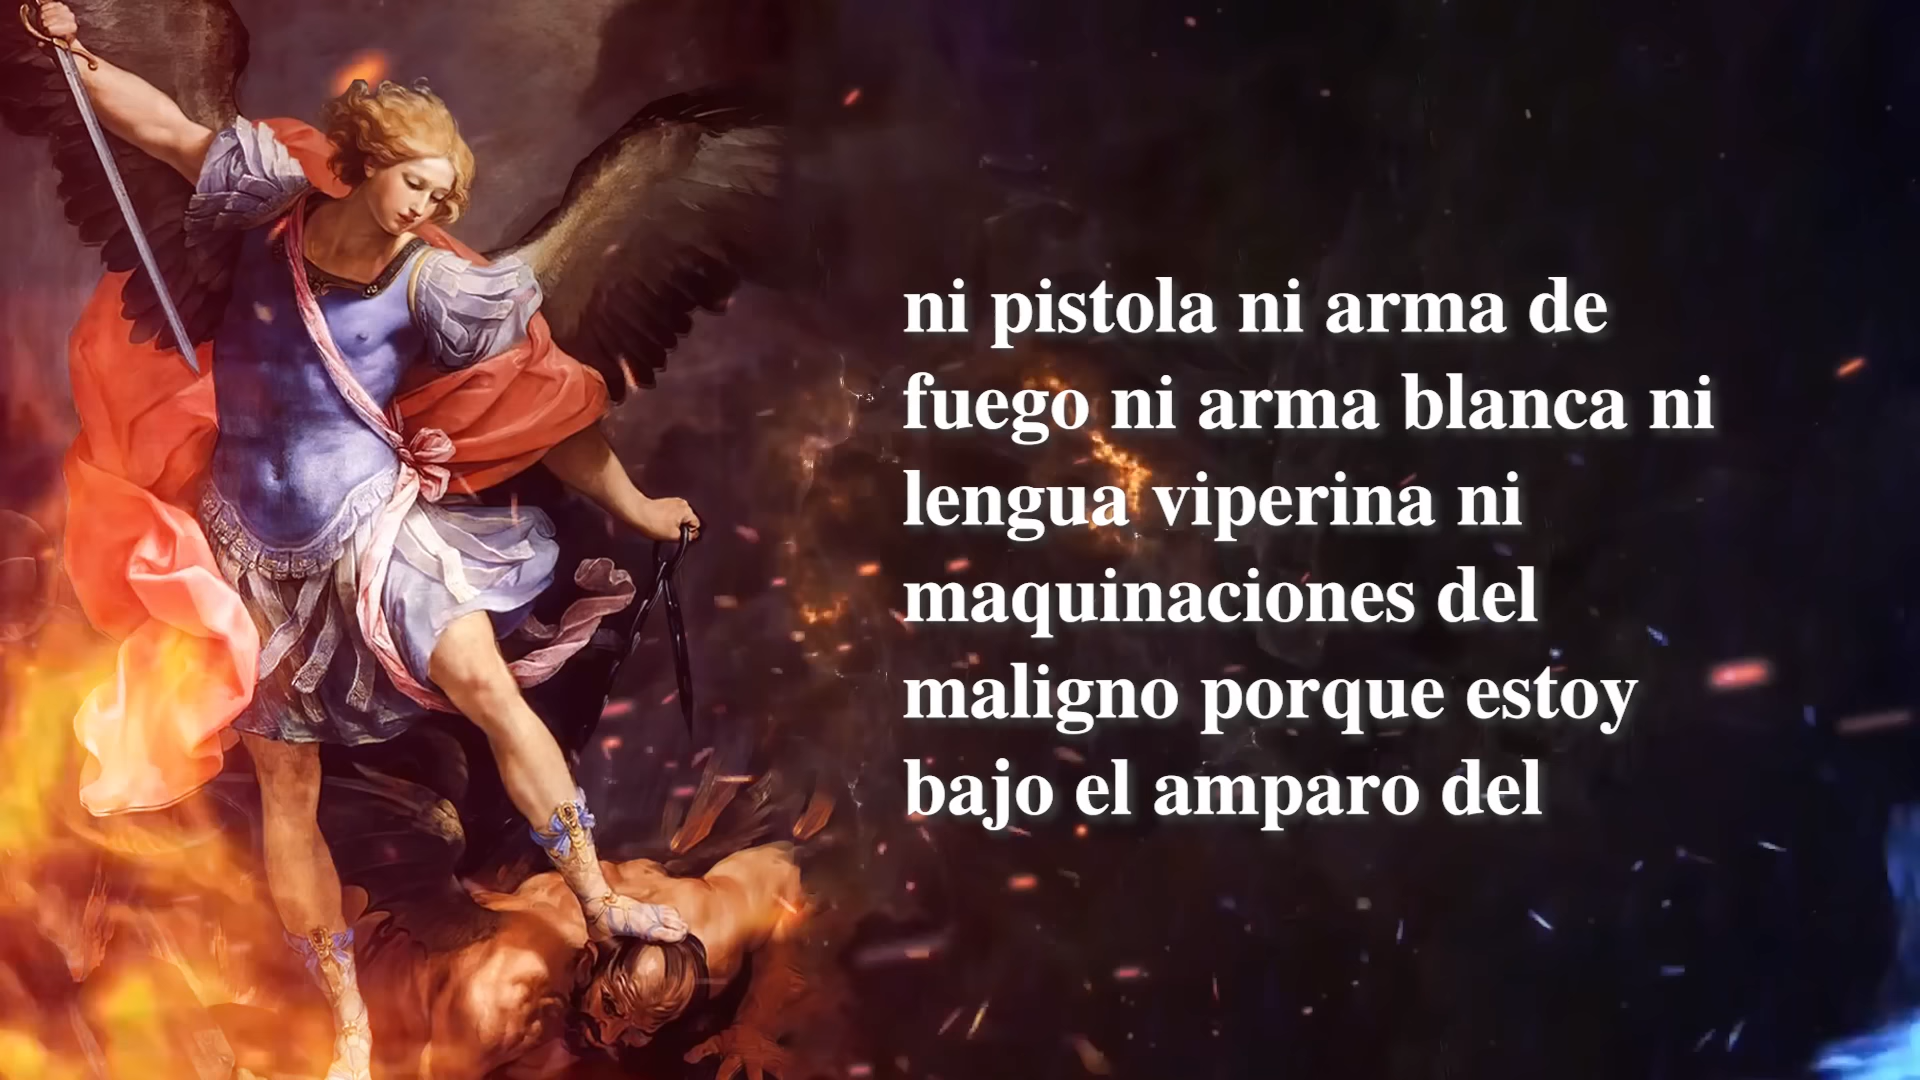 ni pistola ni arma de
fuego ni arma blanca ni
lengua viperina ni
maquinaciones del
maligno porque estoy
bajo el amparo del